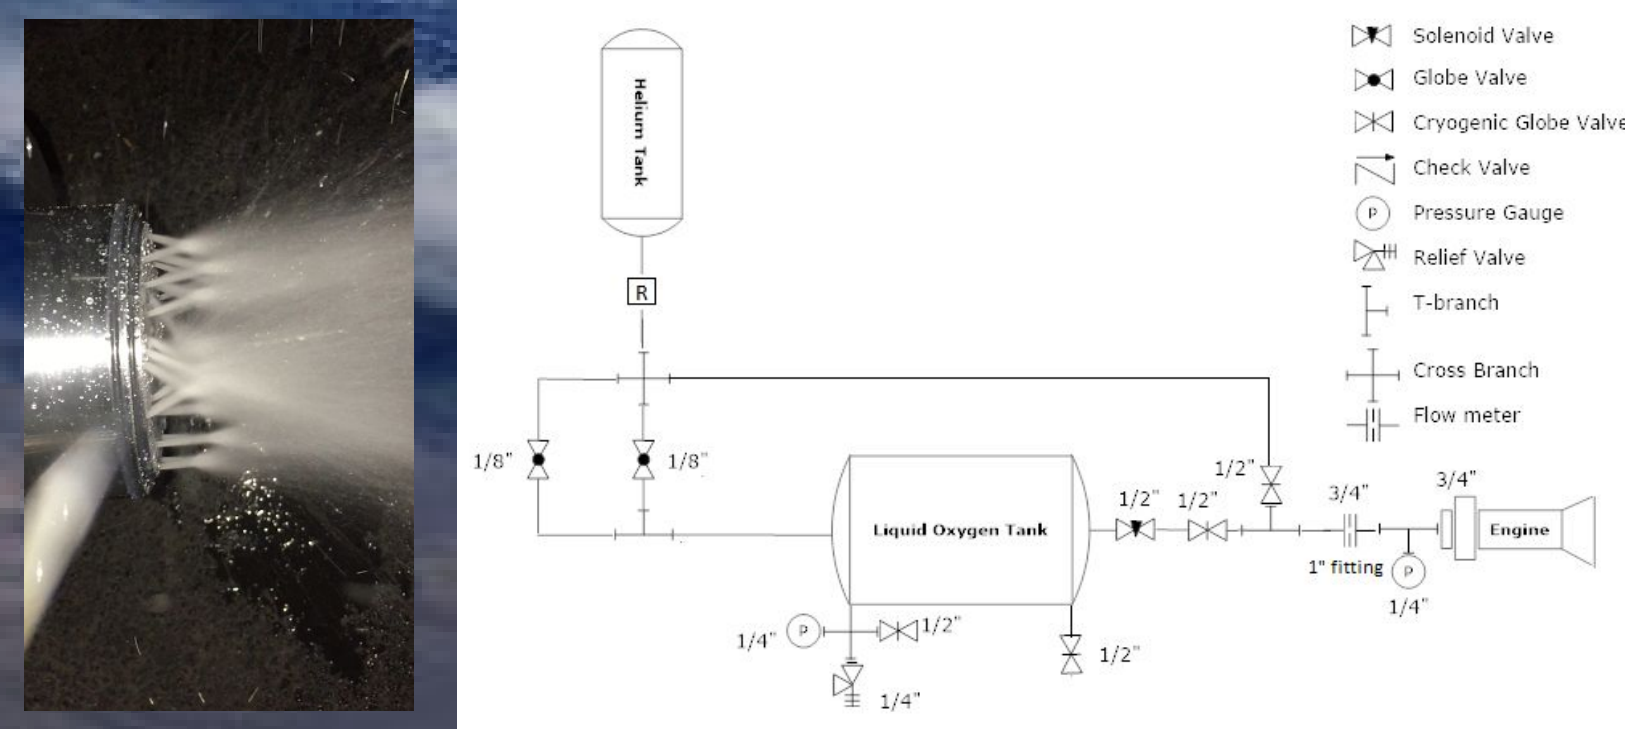 Helium Tank
R
1/8"
1/8"
Liquid Oxygen Tank
1/2"
1/2"
1/2"
3/4"
1" fitting
P
1/4"
3/4"
Engine
1/4"
P
1/2"
1/4"
1/2"
Solenoid Valve
Globe Valve
Cryogenic Globe Valve
Check Valve
P
Pressure Gauge
Relief Valve
T-branch
Cross Branch
Flow meter